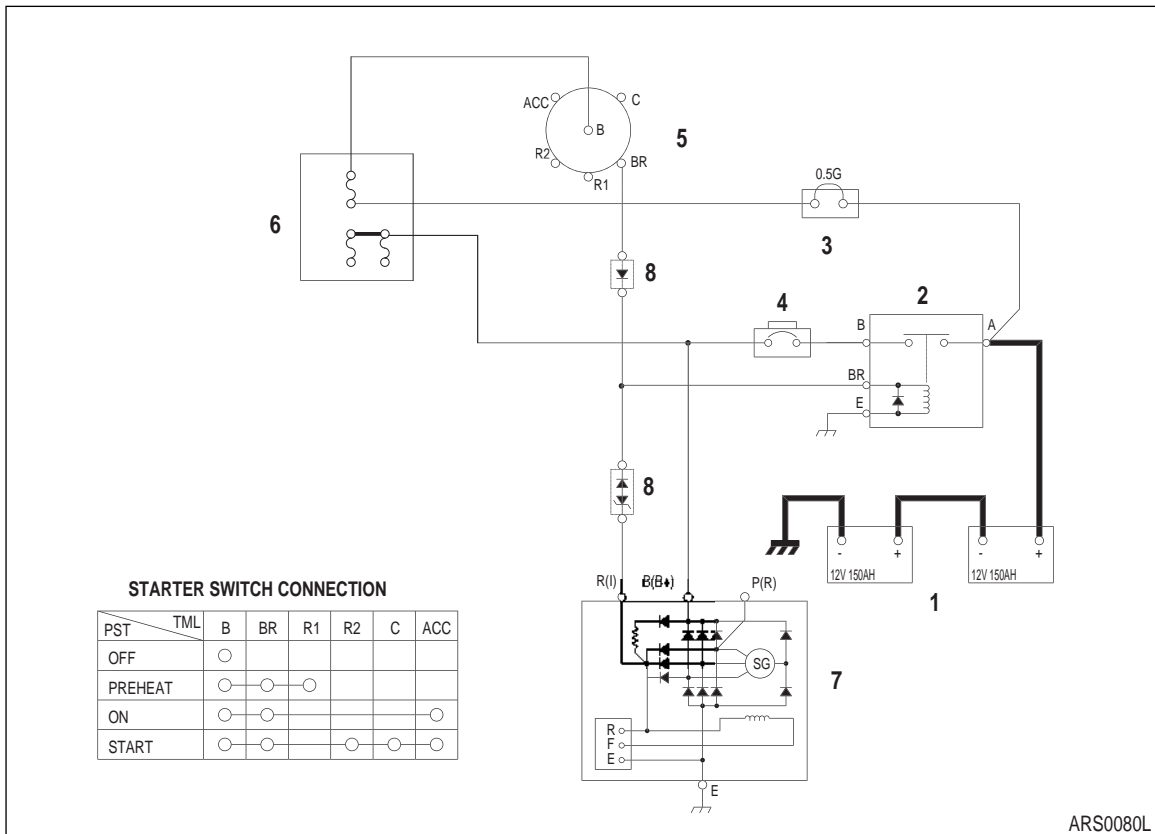 ACC
C
B
5
R2
BR
R1
0.5G
6
3
8
4
2
B
A
BR
E
8
- +
- +
12V 150AH
12V 150AH
1
R(I)
P(R)
STARTER SWITCH CONNECTION
PST TML B BR R1 R2 C ACC
OFF
PREHEAT
ON
START
SG
7
R
F
E
E
ARS0080L